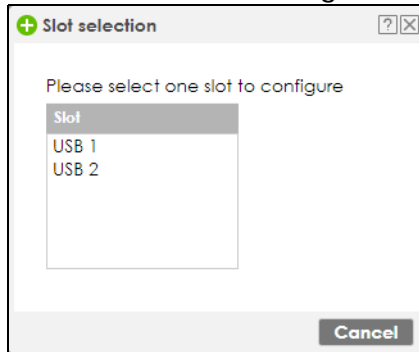 Slot selection
Please select one slot to configure
Slot
USB 1
USB 2
Cancel